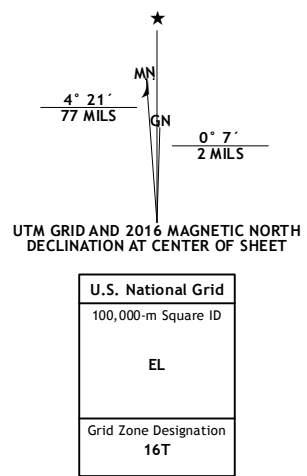 MN
4° 21´
77 MILS
GN
0° 7´
2 MILS
UTM GRID AND 2016 MAGNETIC NORTH
DECLINATION AT CENTER OF SHEET
U.S. National Grid
100,000-m Square ID
EL
Grid Zone Designation
16T